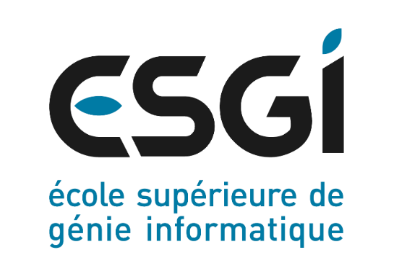 ESGI
école supérieure de
génie informatique